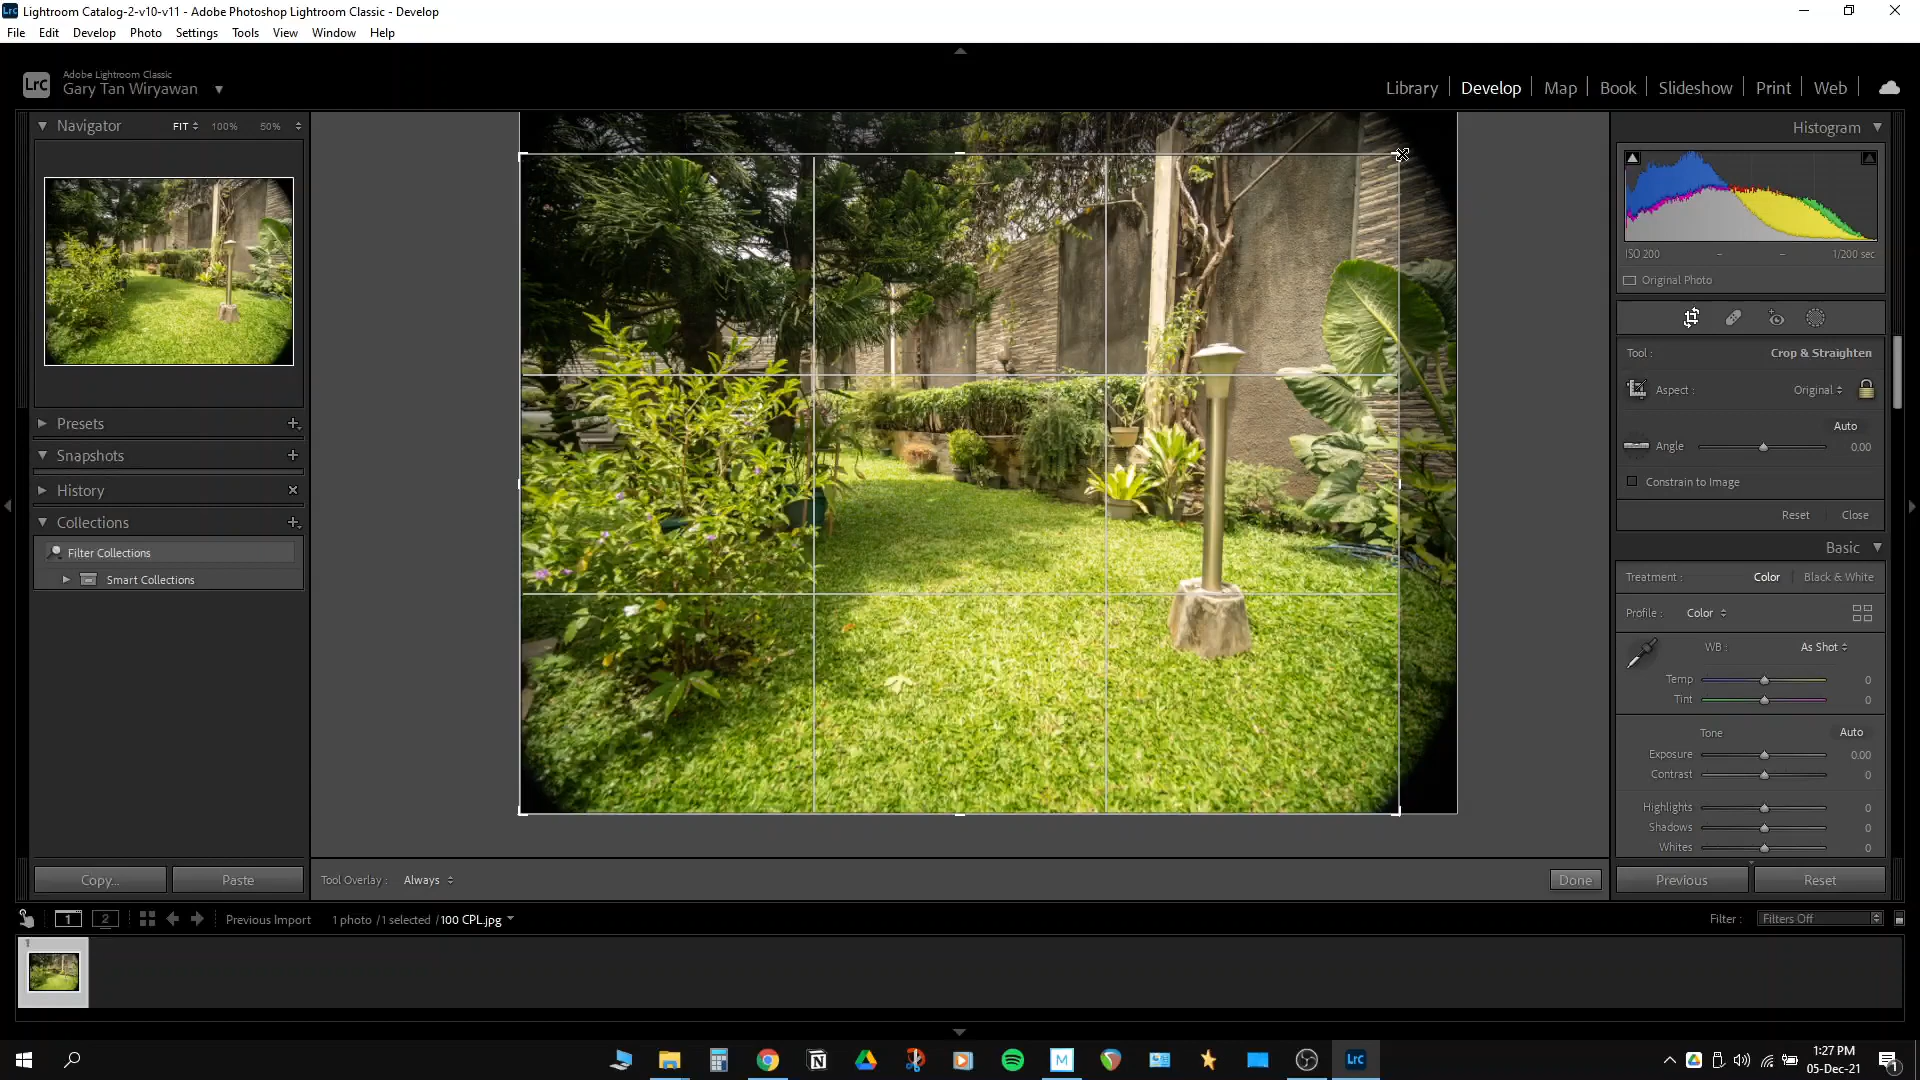 Lrc Lightroom Catalog-2-v10-v11 - Adobe Photoshop Lightroom Classic - Develop
File Edit Develop Photo Settings Tools View Window Help
Lrc Adobe Lightroom Classic
Gary Tan Wiryawan
Library Develop Map Book Slideshow Print Web
Navigator FIT 100% 50%
Histogram
ISO 200 – – 1/200 sec
Original Photo
Tool : Crop & Straighten
Aspect : Original
Auto
Angle 0.00
Constrain to Image
Reset Close
Basic
Treatment : Color Black & White
Profile : Color
WB : As Shot
Temp 0
Tint 0
Tone Auto
Exposure 0.00
Contrast 0
Highlights 0
Shadows 0
Whites 0
Previous Reset
Presets
Snapshots
History
Collections
Filter Collections
Smart Collections
Copy... Paste
Tool Overlay : Always Done
1 2 Previous Import 1 photo / 1 selected / 100 CPL.jpg
Filter : Filters Off
1
M Lrc
1:27 PM
05-Dec-21
1